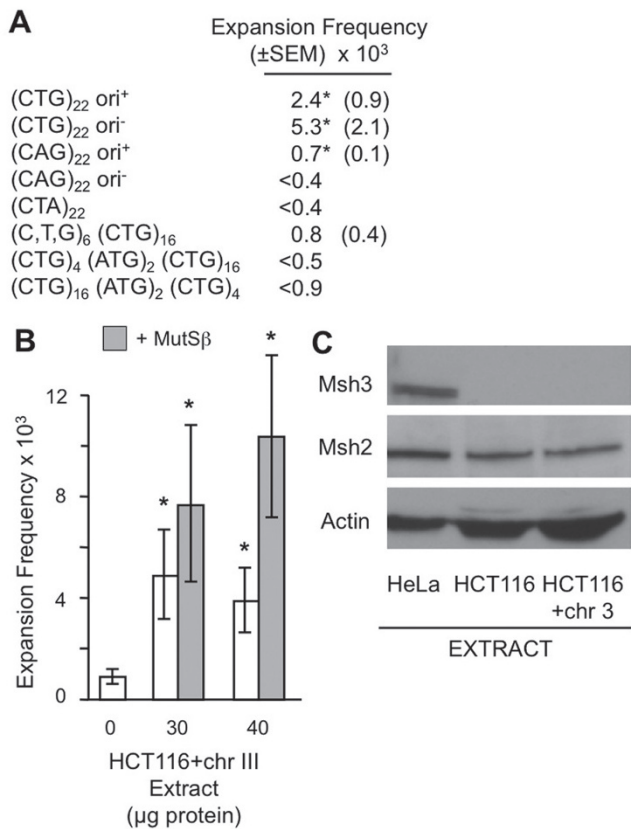 A
Expansion Frequency
(±SEM) x 10³
(CTG)₂₂ ori⁺ 2.4* (0.9)
(CTG)₂₂ ori⁻ 5.3* (2.1)
(CAG)₂₂ ori⁺ 0.7* (0.1)
(CAG)₂₂ ori⁻ <0.4
(CTA)₂₂ <0.4
(C,T,G)₆ (CTG)₁₆ 0.8 (0.4)
(CTG)₄ (ATG)₂ (CTG)₁₆ <0.5
(CTG)₁₆ (ATG)₂ (CTG)₄ <0.9
B
+ MutSβ
Expansion Frequency x 10³
12
8
4
0
* * * *
0 30 40
HCT116+chr III
Extract
(µg protein)
C
Msh3
Msh2
Actin
HeLa HCT116 HCT116
+chr 3
EXTRACT